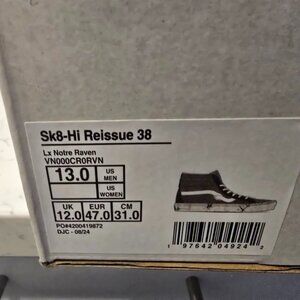 Sk8-Hi Reissue 38
Lx Notre Raven
VN000CR0RVN
13.0 US MEN
US WOMEN
UK EUR CM
12.0 47.0 31.0
PO#4200419872
DJC - 08/24
1 97642 04924 2